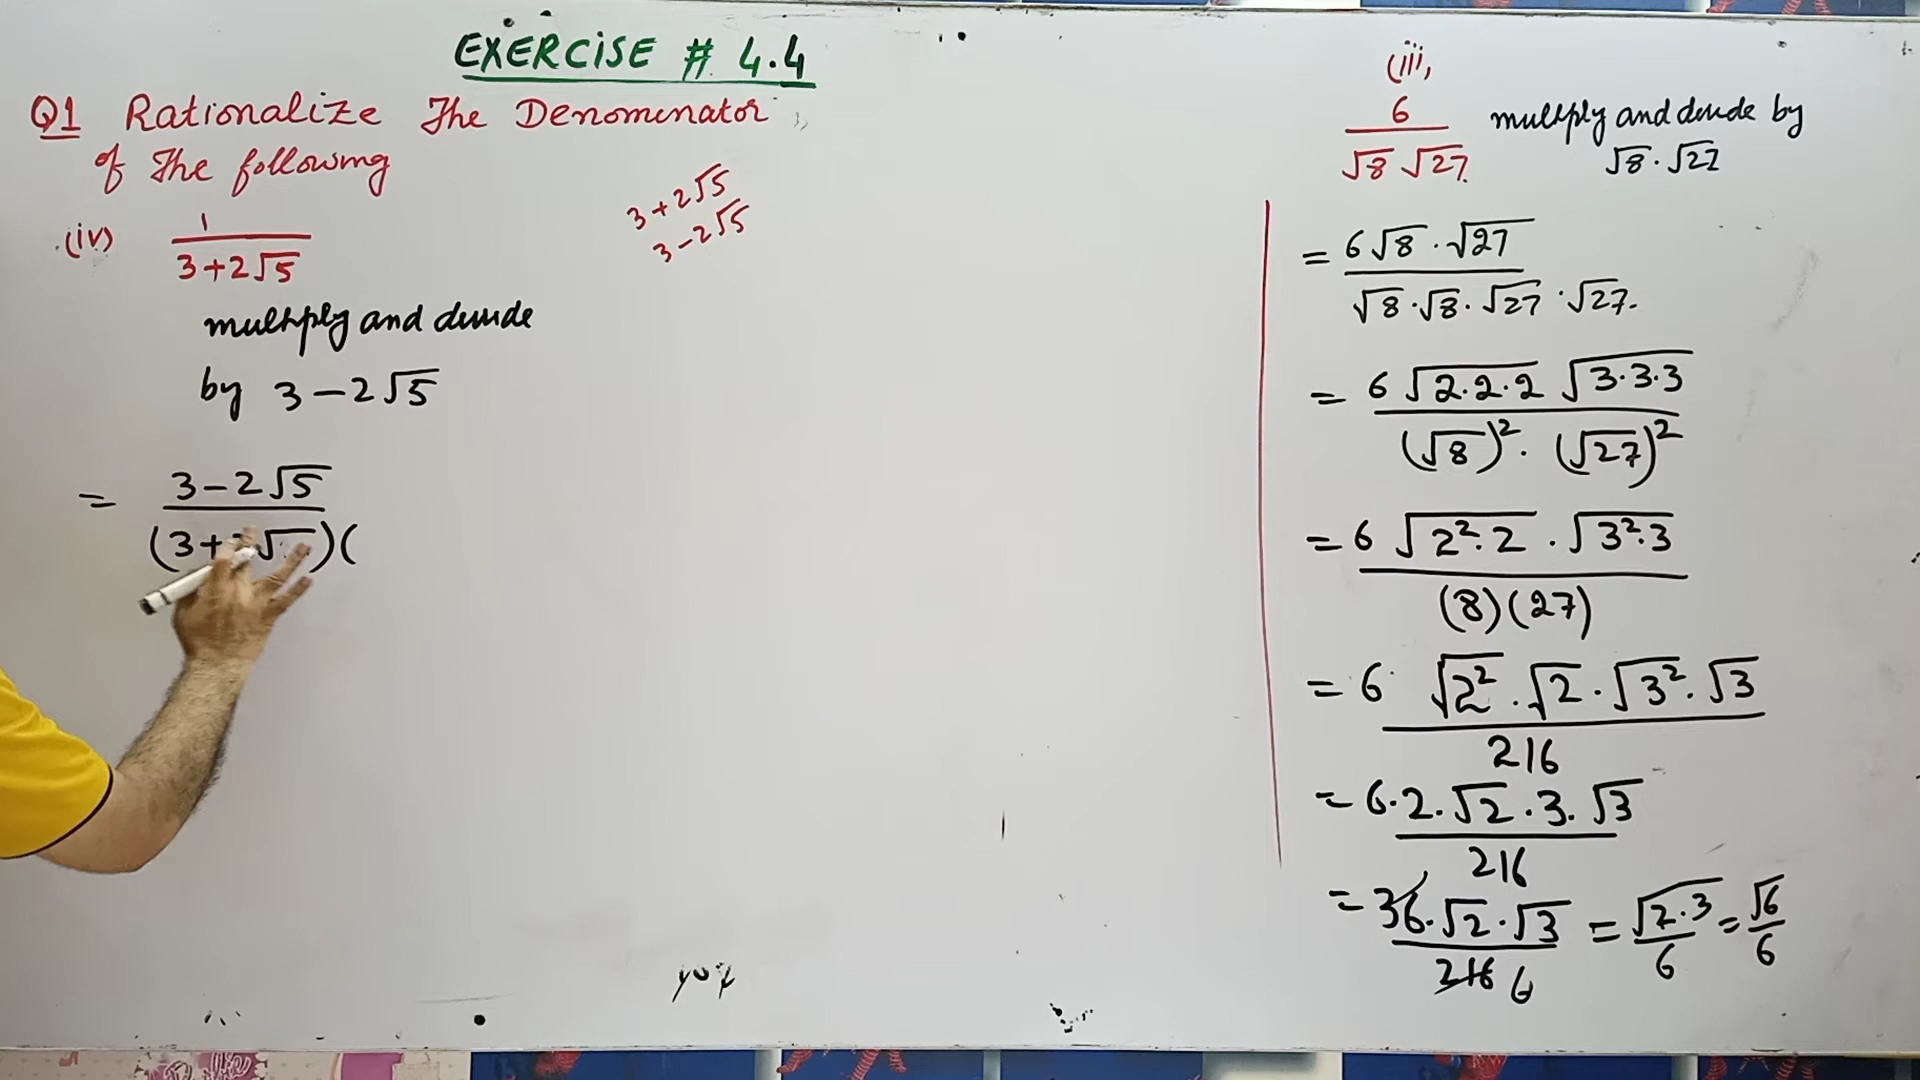 EXERCISE # 4.4
Q1 Rationalize The Denominator
of The following
(iv) 1/(3+2√5)
3+2√5
3-2√5
multiply and divide
by 3-2√5
= 3-2√5
(3+ √ )(
(iii)
6/(√8 √27) multiply and divide by
√8 · √27
= 6√8 · √27
√8 · √8 · √27 · √27
= 6√2·2·2 √3·3·3
(√8)² · (√27)²
= 6√2²·2 · √3²·3
(8)(27)
= 6 √2² · √2 · √3² · √3
216
= 6·2·√2·3·√3
216
= 36·√2·√3 = √2·3 = √6
216 6 6 6